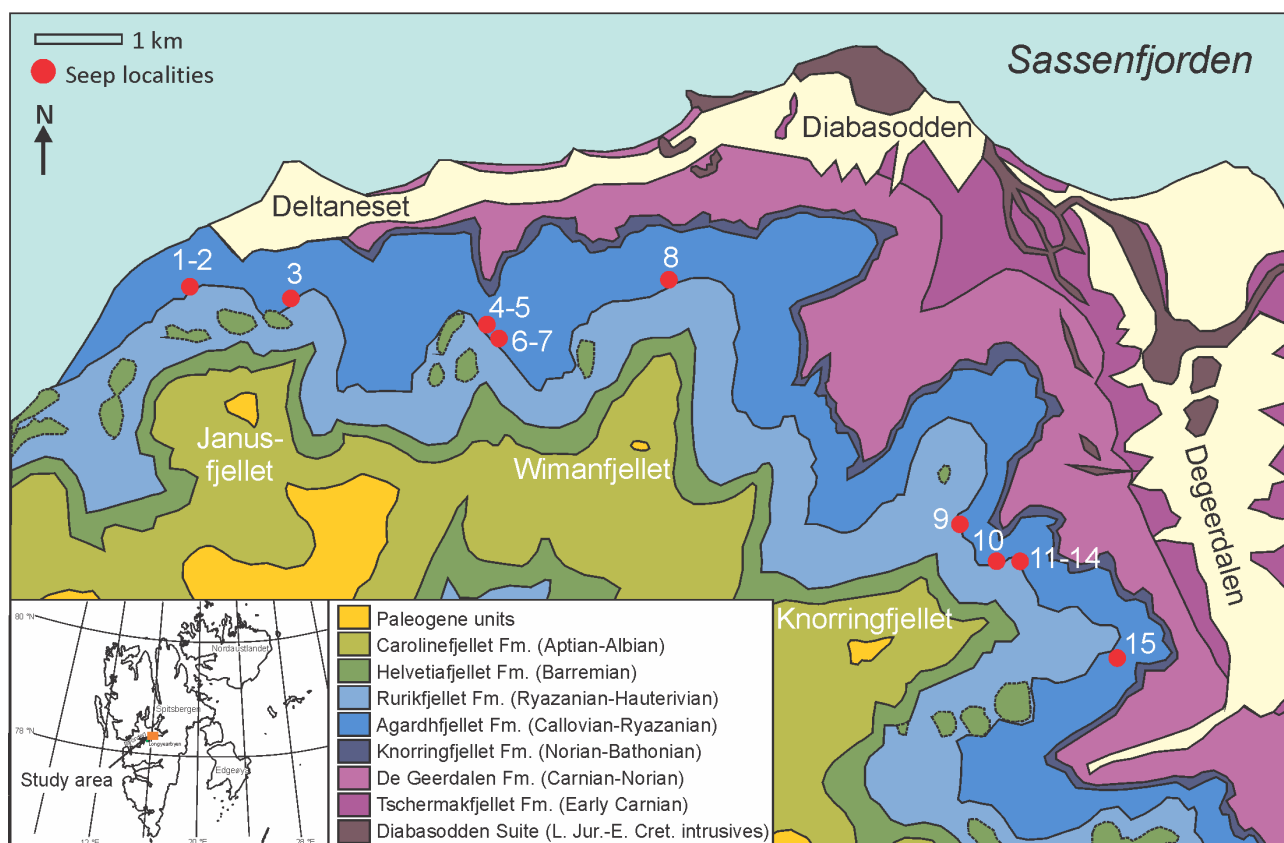 1 km
Seep localities
N
Sassenfjorden
Diabasodden
Deltaneset
1-2
3
8
4-5
6-7
Janus-
fjellet
Wimanfjellet
Degeerdalen
9
10
11-14
Knorringfjellet
15
80 °N
Nordaustlandet
Spitsbergen
78 °N
Longyearbyen
Edgeøya
Study area
12 °E
20 °E
28 °E
Paleogene units
Carolinefjellet Fm. (Aptian-Albian)
Helvetiafjellet Fm. (Barremian)
Rurikfjellet Fm. (Ryazanian-Hauterivian)
Agardhfjellet Fm. (Callovian-Ryazanian)
Knorringfjellet Fm. (Norian-Bathonian)
De Geerdalen Fm. (Carnian-Norian)
Tschermakfjellet Fm. (Early Carnian)
Diabasodden Suite (L. Jur.-E. Cret. intrusives)